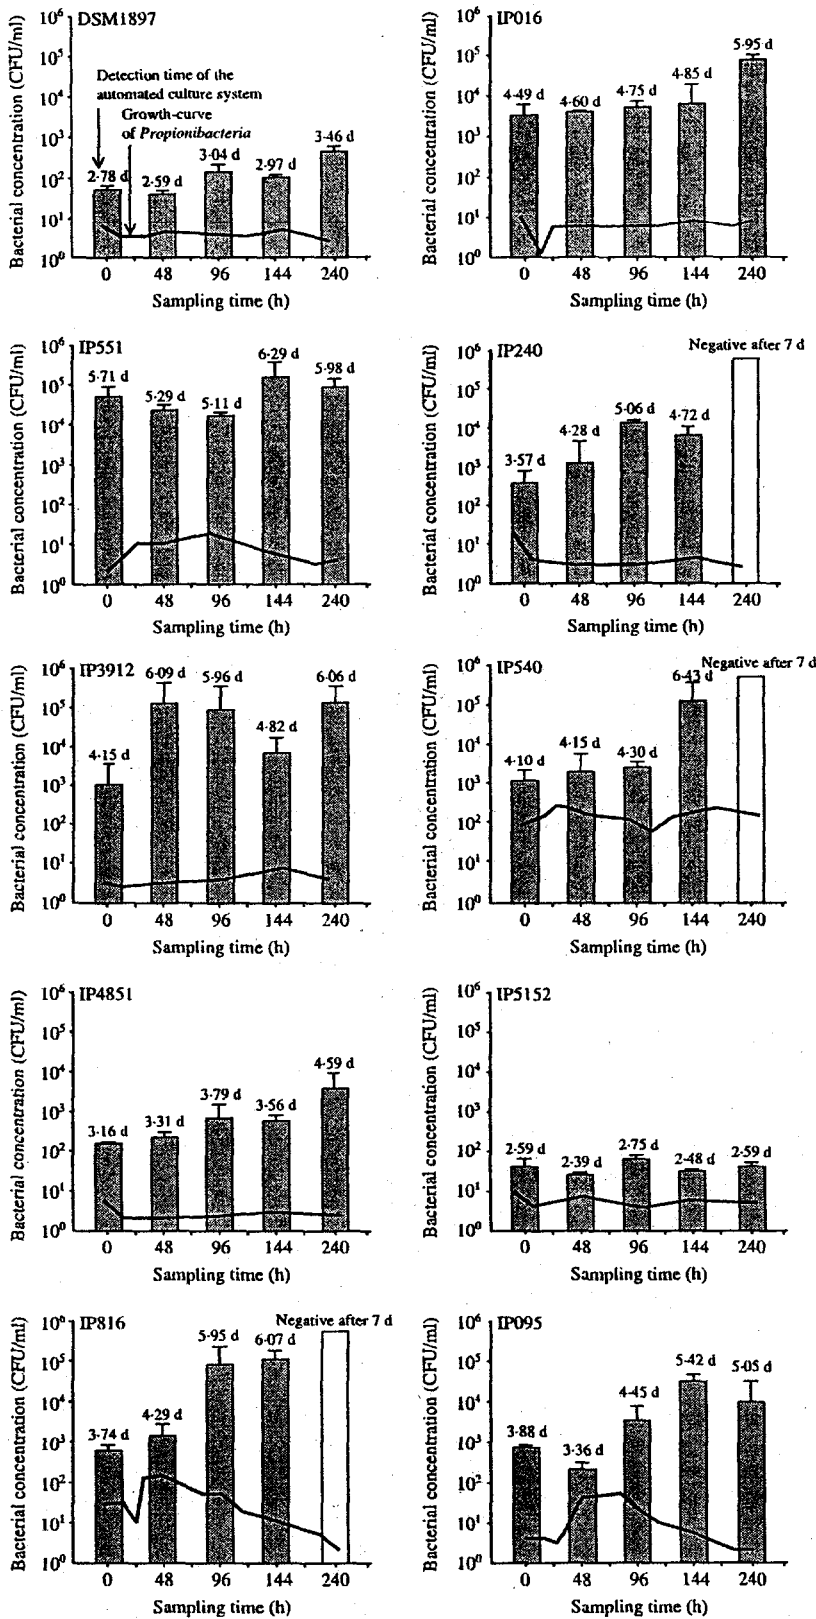 DSM1897
Bacterial concentration (CFU/ml)
10⁶
10⁵
10⁴
10³
10²
10¹
10⁰
Detection time of the
automated culture system
Growth-curve
of Propionibacteria
2·78 d
2·59 d
3·04 d
2·97 d
3·46 d
0 48 96 144 240
Sampling time (h)
IP016
Bacterial concentration (CFU/ml)
10⁶
10⁵
10⁴
10³
10²
10¹
10⁰
4·49 d
4·60 d
4·75 d
4·85 d
5·95 d
0 48 96 144 240
Sampling time (h)
IP551
Bacterial concentration (CFU/ml)
10⁶
10⁵
10⁴
10³
10²
10¹
10⁰
5·71 d
5·29 d
5·11 d
6·29 d
5·98 d
0 48 96 144 240
Sampling time (h)
IP240
Bacterial concentration (CFU/ml)
10⁶
10⁵
10⁴
10³
10²
10¹
10⁰
3·57 d
4·28 d
5·06 d
4·72 d
Negative after 7 d
0 48 96 144 240
Sampling time (h)
IP3912
Bacterial concentration (CFU/ml)
10⁶
10⁵
10⁴
10³
10²
10¹
10⁰
4·15 d
6·09 d
5·96 d
4·82 d
6·06 d
0 48 96 144 240
Sampling time (h)
IP540
Bacterial concentration (CFU/ml)
10⁶
10⁵
10⁴
10³
10²
10¹
10⁰
4·10 d
4·15 d
4·30 d
6·43 d
Negative after 7 d
0 48 96 144 240
Sampling time (h)
IP4851
Bacterial concentration (CFU/ml)
10⁶
10⁵
10⁴
10³
10²
10¹
10⁰
3·16 d
3·31 d
3·79 d
3·56 d
4·59 d
0 48 96 144 240
Sampling time (h)
IP5152
Bacterial concentration (CFU/ml)
10⁶
10⁵
10⁴
10³
10²
10¹
10⁰
2·59 d
2·39 d
2·75 d
2·48 d
2·59 d
0 48 96 144 240
Sampling time (h)
IP816
Bacterial concentration (CFU/ml)
10⁶
10⁵
10⁴
10³
10²
10¹
10⁰
3·74 d
4·29 d
5·95 d
6·07 d
Negative after 7 d
0 48 96 144 240
Sampling time (h)
IP095
Bacterial concentration (CFU/ml)
10⁶
10⁵
10⁴
10³
10²
10¹
10⁰
3·88 d
3·36 d
4·45 d
5·42 d
5·05 d
0 48 96 144 240
Sampling time (h)